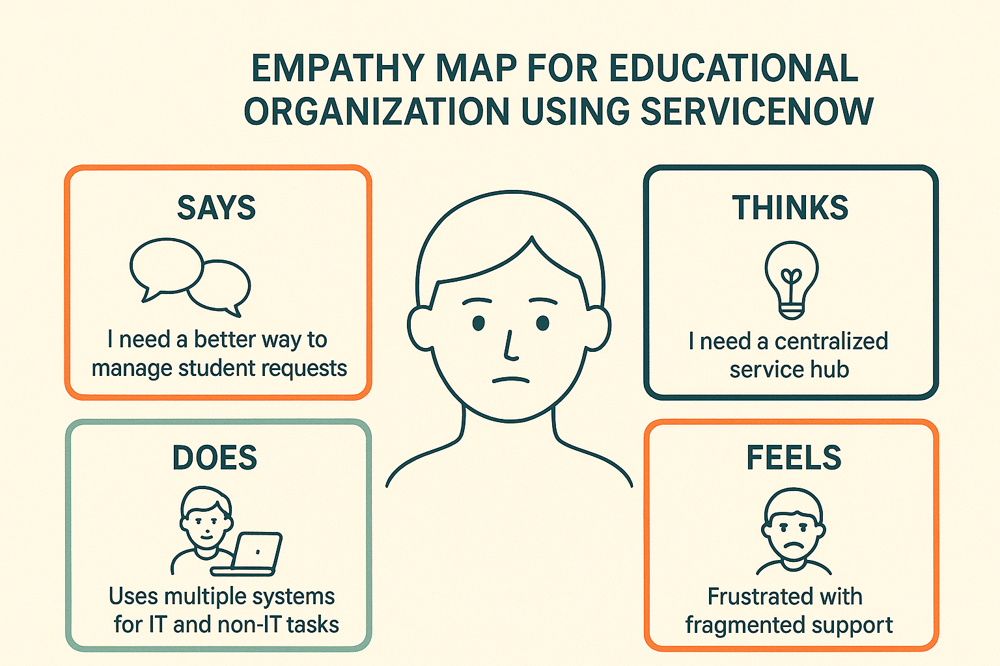 EMPATHY MAP FOR EDUCATIONAL
ORGANIZATION USING SERVICENOW
SAYS
I need a better way to
manage student requests
THINKS
I need a centralized
service hub
DOES
Uses multiple systems
for IT and non-IT tasks
FEELS
Frustrated with
fragmented support